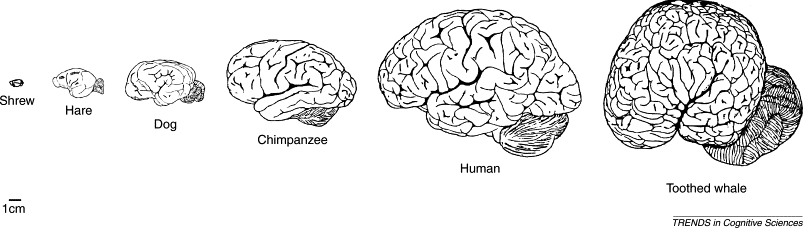 Shrew
Hare
Dog
Chimpanzee
Human
Toothed whale
1cm
TRENDS in Cognitive Sciences